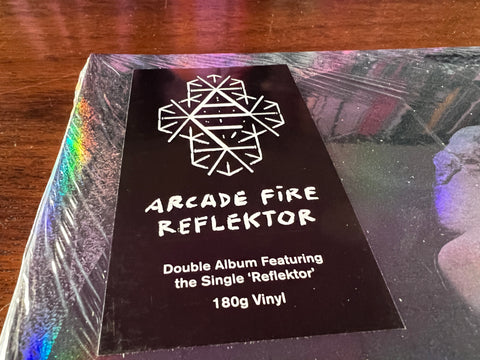 ARCADE FiRE
REFLEKTOR
Double Album Featuring
the Single 'Reflektor'
180g Vinyl